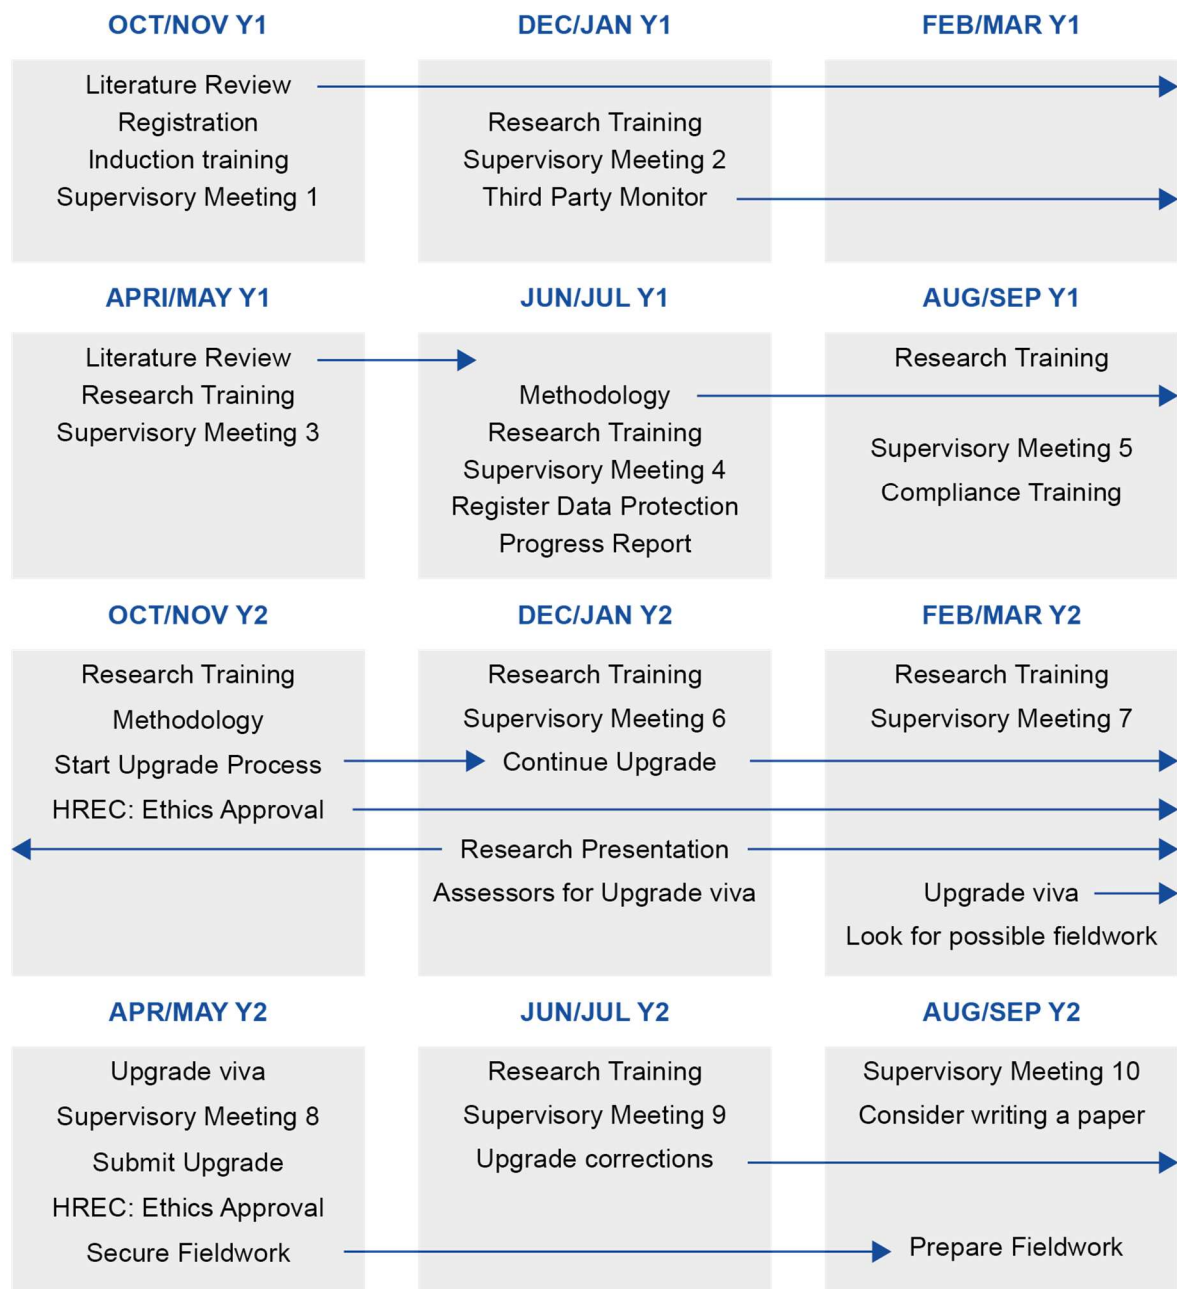 OCT/NOV Y1
DEC/JAN Y1
FEB/MAR Y1
Literature Review
Registration
Induction training
Supervisory Meeting 1
Research Training
Supervisory Meeting 2
Third Party Monitor
APRI/MAY Y1
JUN/JUL Y1
AUG/SEP Y1
Literature Review
Research Training
Supervisory Meeting 3
Methodology
Research Training
Supervisory Meeting 4
Register Data Protection
Progress Report
Research Training
Supervisory Meeting 5
Compliance Training
OCT/NOV Y2
DEC/JAN Y2
FEB/MAR Y2
Research Training
Methodology
Start Upgrade Process
HREC: Ethics Approval
Research Training
Supervisory Meeting 6
Continue Upgrade
Research Presentation
Assessors for Upgrade viva
Research Training
Supervisory Meeting 7
Upgrade viva
Look for possible fieldwork
APR/MAY Y2
JUN/JUL Y2
AUG/SEP Y2
Upgrade viva
Supervisory Meeting 8
Submit Upgrade
HREC: Ethics Approval
Secure Fieldwork
Research Training
Supervisory Meeting 9
Upgrade corrections
Supervisory Meeting 10
Consider writing a paper
Prepare Fieldwork